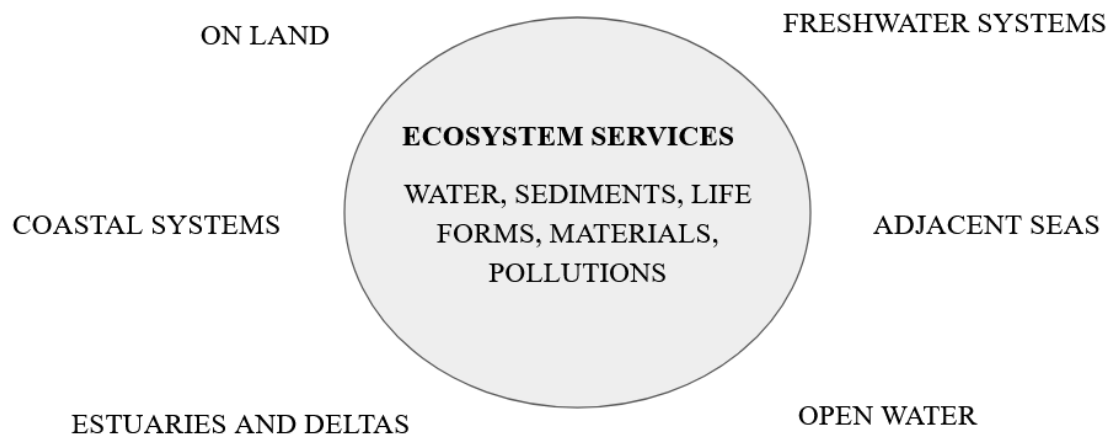 ON LAND
FRESHWATER SYSTEMS
ECOSYSTEM SERVICES
WATER, SEDIMENTS, LIFE
FORMS, MATERIALS,
POLLUTIONS
COASTAL SYSTEMS
ADJACENT SEAS
ESTUARIES AND DELTAS
OPEN WATER